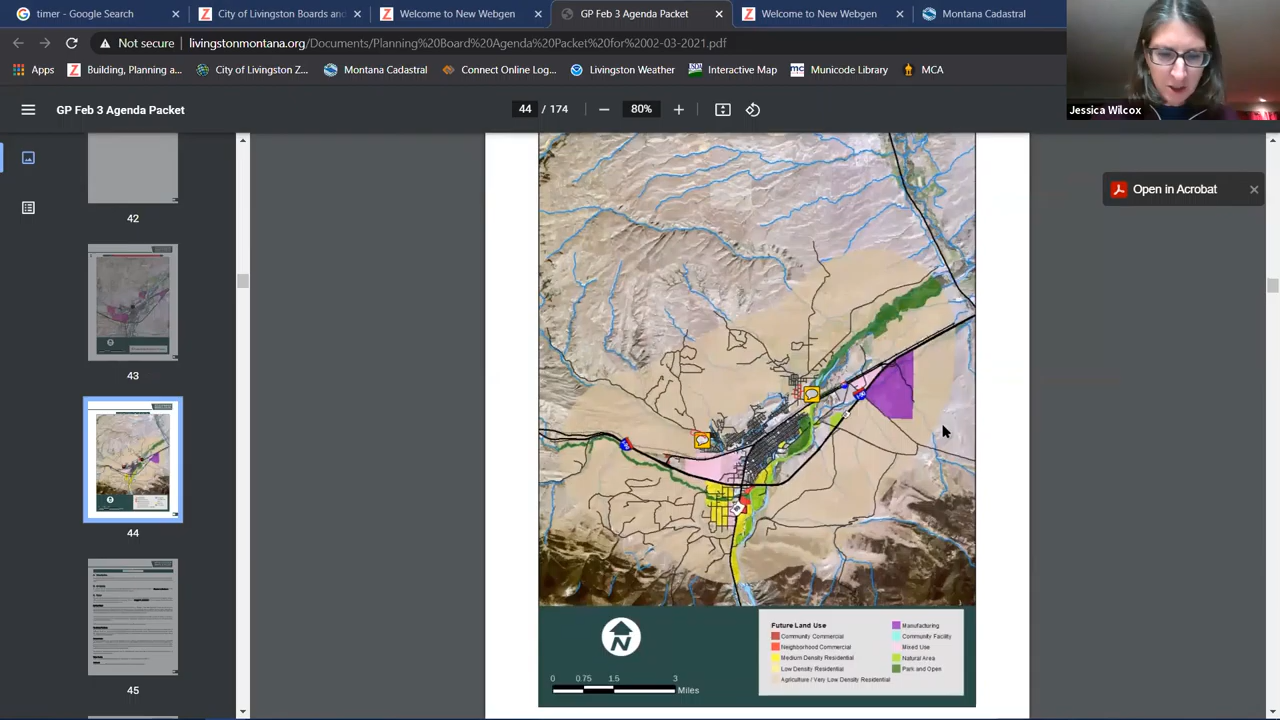 timer - Google Search
City of Livingston Boards and
Welcome to New Webgen
GP Feb 3 Agenda Packet
Welcome to New Webgen
Montana Cadastral
Not secure
livingstonmontana.org/Documents/Planning%20Board%20Agenda%20Packet%20for%2002-03-2021.pdf
Apps
Building, Planning a...
City of Livingston Z...
Montana Cadastral
Contect Online Log...
Livingston Weather
Interactive Map
Municode Library
MCA
Jessica Wilcox
GP Feb 3 Agenda Packet
44 / 174
80%
Open in Acrobat
42
43
44
N
Future Land Use
Community Commercial
Neighborhood Commercial
Medium Density Residential
Low Density Residential
Agriculture / Very Low Density Residential
Manufacturing
Community Facility
Mixed Use
Natural Area
Park and Open
0 0.75 1.5 3
Miles